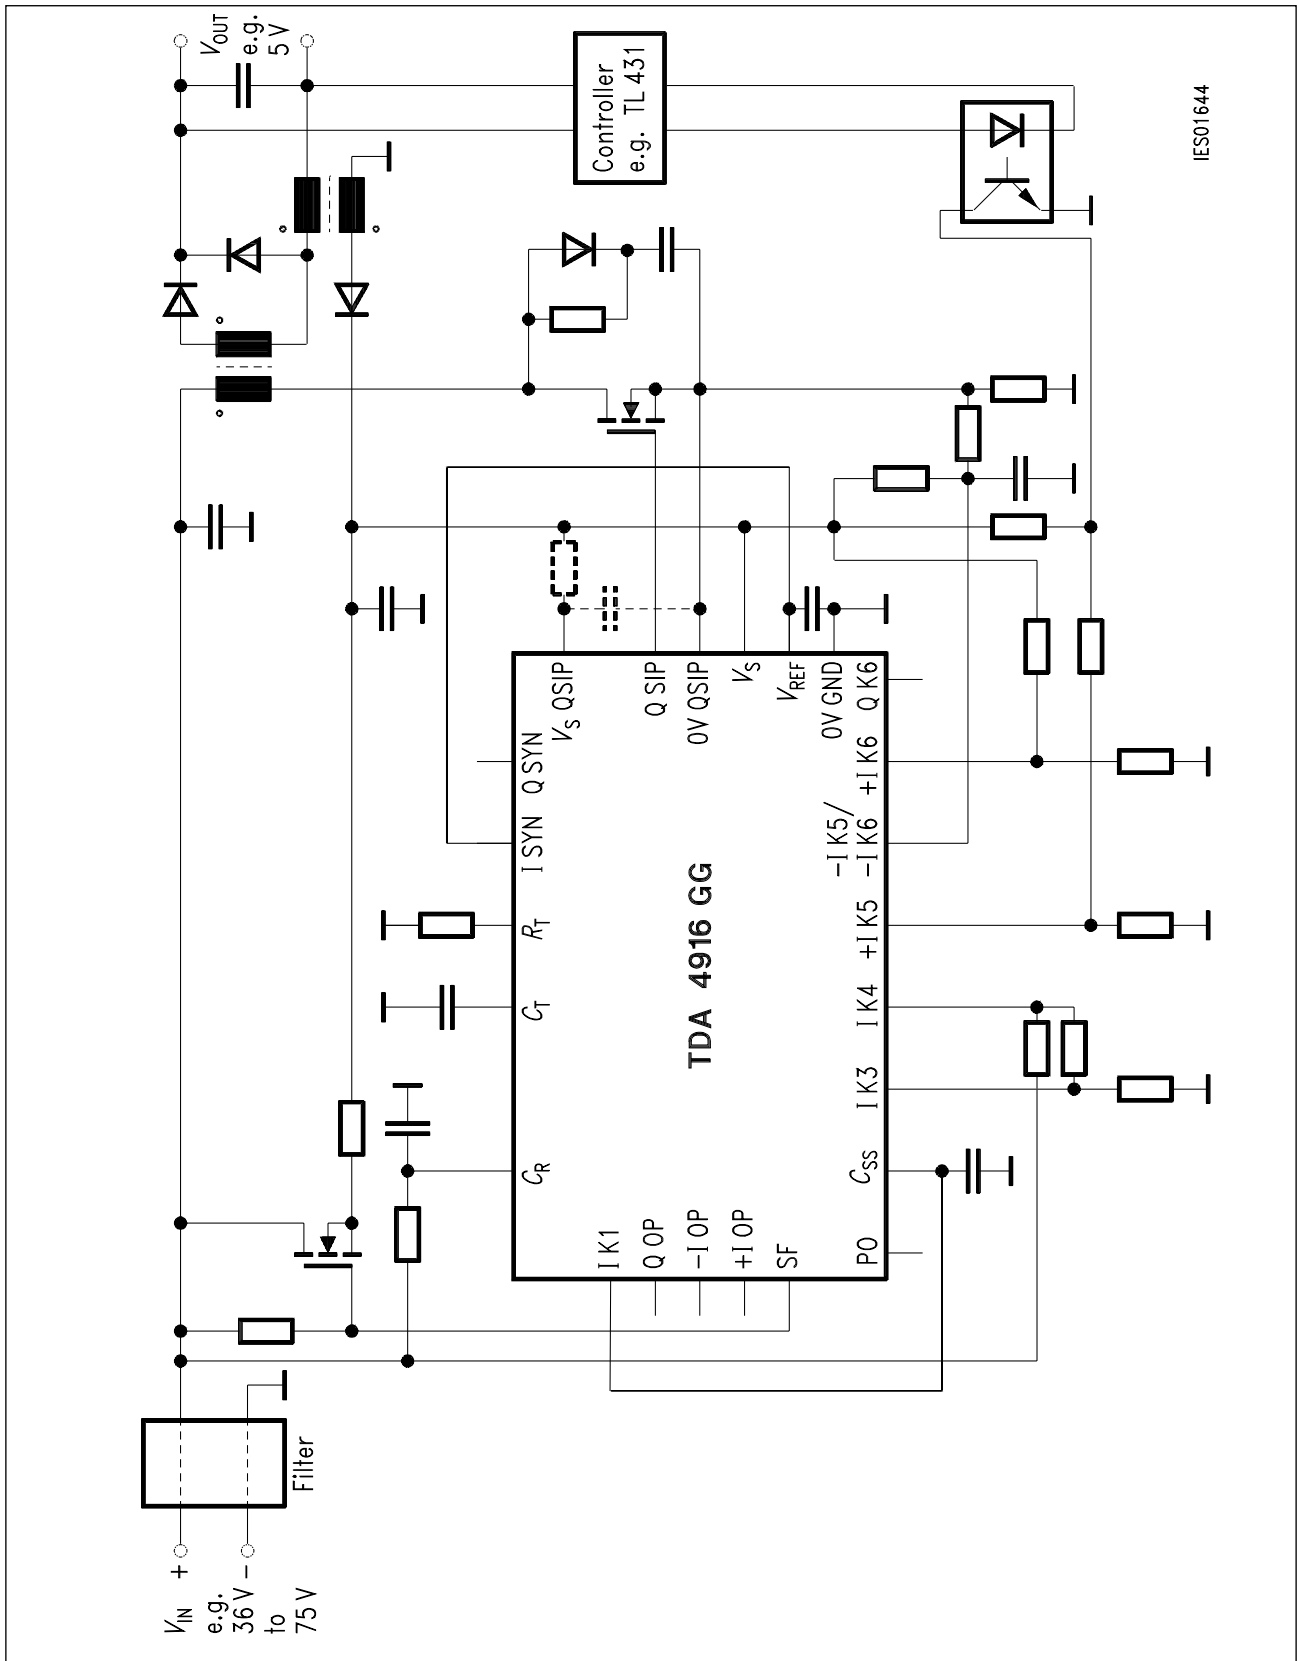 V_IN
+
e.g.
36 V −
to
75 V
Filter
V_OUT
e.g.
5 V
Controller
e.g. TL 431
IES01644
TDA 4916 GG
C_R
C_T
R_T
I SYN
Q SYN
V_S QSIP
Q SIP
0V QSIP
V_S
V_REF
0V GND
Q K6
+I K6
−I K5/
−I K6
+I K5
I K4
I K3
C_SS
PO
I K1
Q OP
−I OP
+I OP
SF